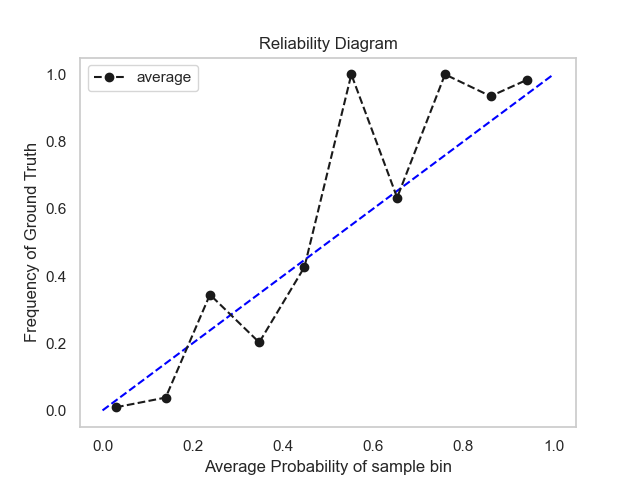 Reliability Diagram
average
Frequency of Ground Truth
1.0
0.8
0.6
0.4
0.2
0.0
0.0 0.2 0.4 0.6 0.8 1.0
Average Probability of sample bin